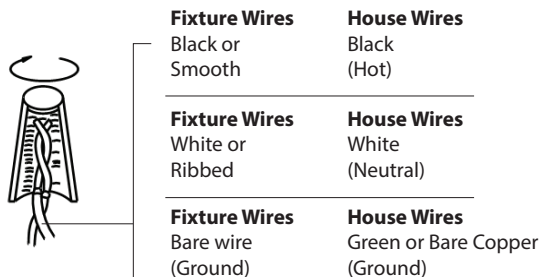 Fixture Wires House Wires
Black or Black
Smooth (Hot)
Fixture Wires House Wires
White or White
Ribbed (Neutral)
Fixture Wires House Wires
Bare wire Green or Bare Copper
(Ground) (Ground)